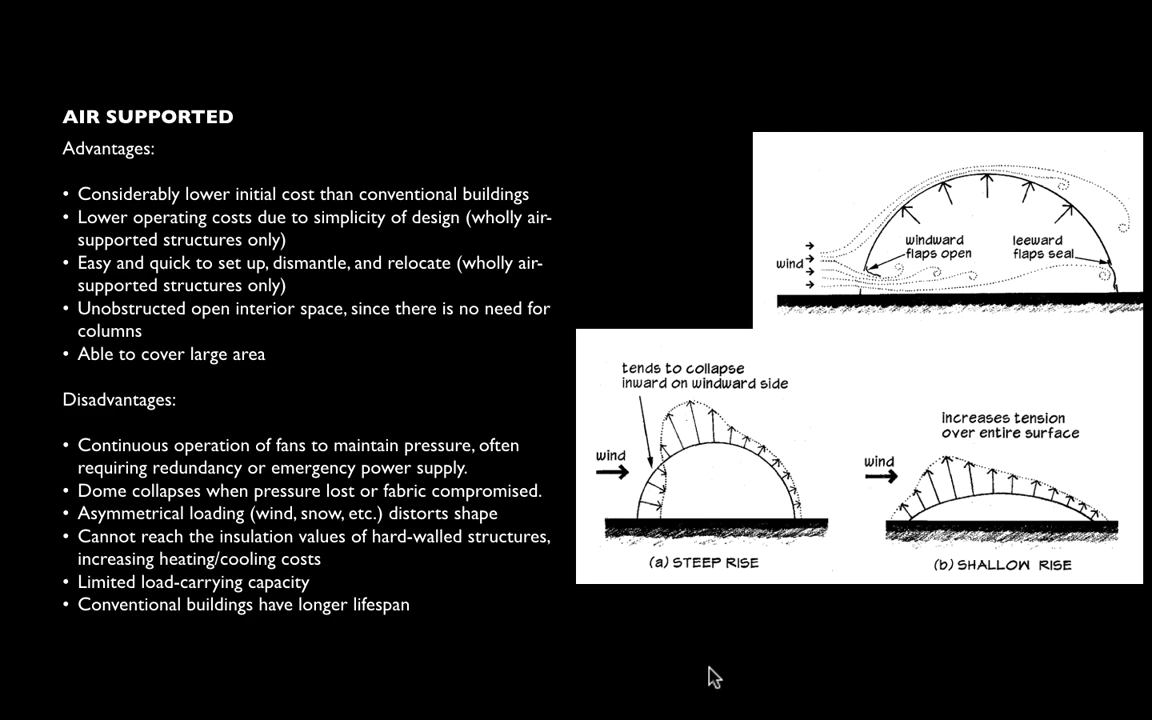 AIR SUPPORTED
Advantages:
• Considerably lower initial cost than conventional buildings
• Lower operating costs due to simplicity of design (wholly air-
supported structures only)
• Easy and quick to set up, dismantle, and relocate (wholly air-
supported structures only)
• Unobstructed open interior space, since there is no need for
columns
• Able to cover large area
Disadvantages:
• Continuous operation of fans to maintain pressure, often
requiring redundancy or emergency power supply.
• Dome collapses when pressure lost or fabric compromised.
• Asymmetrical loading (wind, snow, etc.) distorts shape
• Cannot reach the insulation values of hard-walled structures,
increasing heating/cooling costs
• Limited load-carrying capacity
• Conventional buildings have longer lifespan
wind
windward
flaps open
leeward
flaps seal
tends to collapse
inward on windward side
wind
(a) STEEP RISE
increases tension
over entire surface
wind
(b) SHALLOW RISE